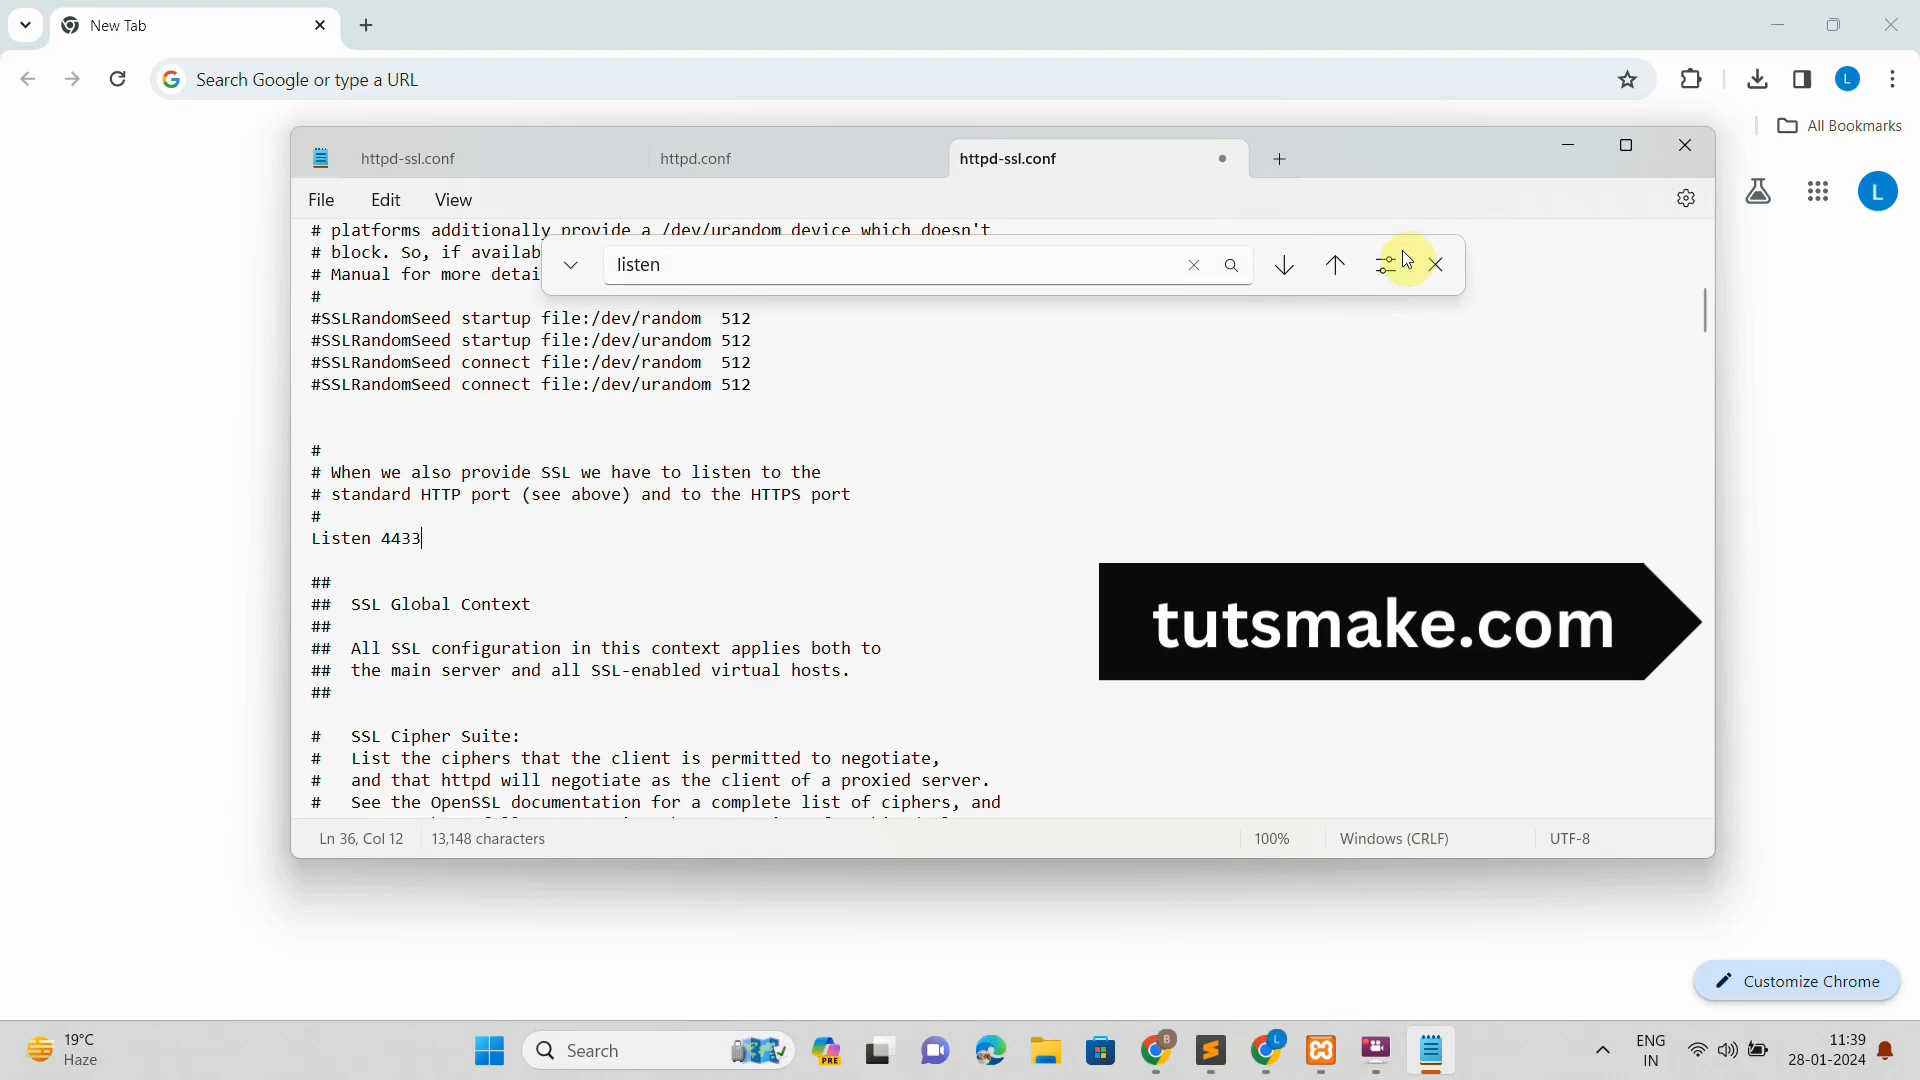 New Tab
Search Google or type a URL
All Bookmarks
L
httpd-ssl.conf
httpd.conf
httpd-ssl.conf
File
Edit
View
L
# platforms additionally provide a /dev/urandom device which doesn't
# block. So, if availab
# Manual for more detai
listen
#
#SSLRandomSeed startup file:/dev/random  512
#SSLRandomSeed startup file:/dev/urandom 512
#SSLRandomSeed connect file:/dev/random  512
#SSLRandomSeed connect file:/dev/urandom 512
#
# When we also provide SSL we have to listen to the
# standard HTTP port (see above) and to the HTTPS port
#
Listen 4433
##
##  SSL Global Context
##
##  All SSL configuration in this context applies both to
##  the main server and all SSL-enabled virtual hosts.
##
tutsmake.com
#   SSL Cipher Suite:
#   List the ciphers that the client is permitted to negotiate,
#   and that httpd will negotiate as the client of a proxied server.
#   See the OpenSSL documentation for a complete list of ciphers, and
Ln 36, Col 12
13,148 characters
100%
Windows (CRLF)
UTF-8
Customize Chrome
19°C
Haze
Search
PRE
B
L
ENG
IN
11:39
28-01-2024